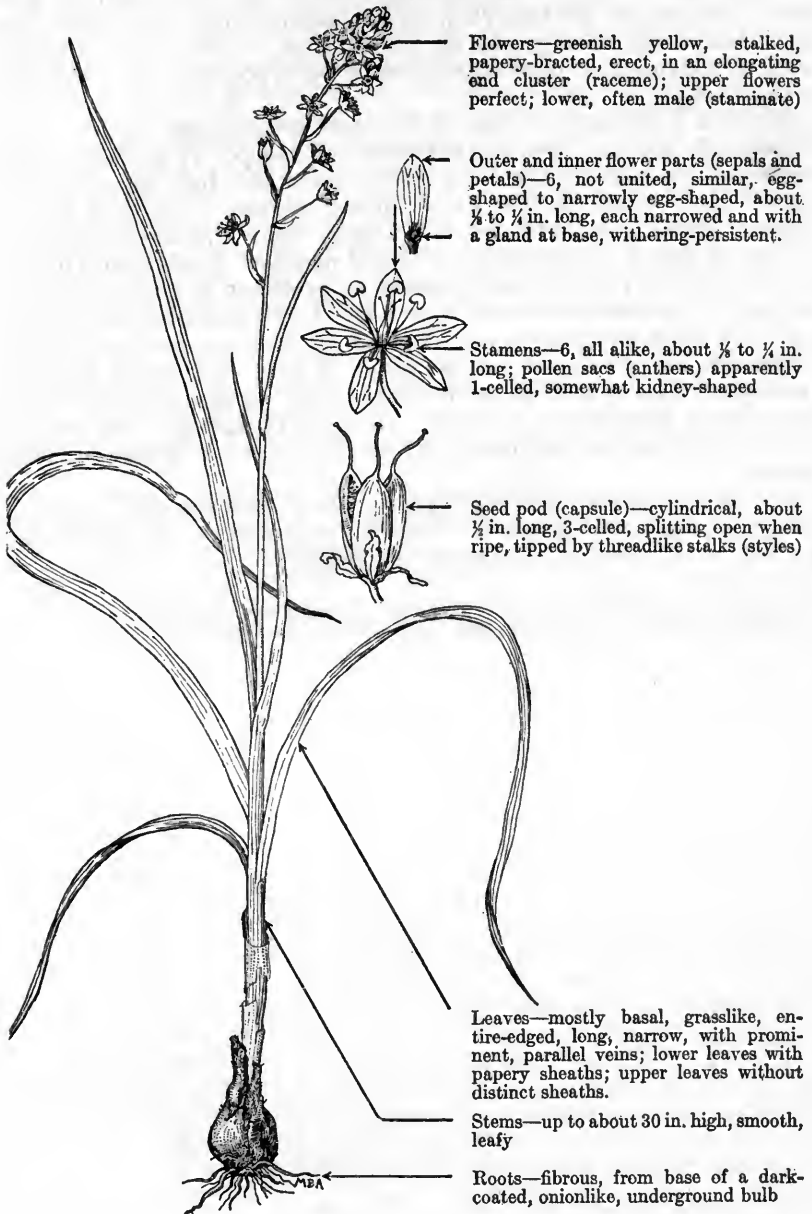 Flowers—greenish yellow, stalked,
papery-bracted, erect, in an elongating
end cluster (raceme); upper flowers
perfect; lower, often male (staminate)
Outer and inner flower parts (sepals and
petals)—6, not united, similar, egg-
shaped to narrowly egg-shaped, about
⅛ to ¼ in. long, each narrowed and with
a gland at base, withering-persistent.
Stamens—6, all alike, about ⅛ to ¼ in.
long; pollen sacs (anthers) apparently
1-celled, somewhat kidney-shaped
Seed pod (capsule)—cylindrical, about
½ in. long, 3-celled, splitting open when
ripe, tipped by threadlike stalks (styles)
Leaves—mostly basal, grasslike, en-
tire-edged, long, narrow, with promi-
nent, parallel veins; lower leaves with
papery sheaths; upper leaves without
distinct sheaths.
Stems—up to about 30 in. high, smooth,
leafy
Roots—fibrous, from base of a dark-
coated, onionlike, underground bulb
MBA